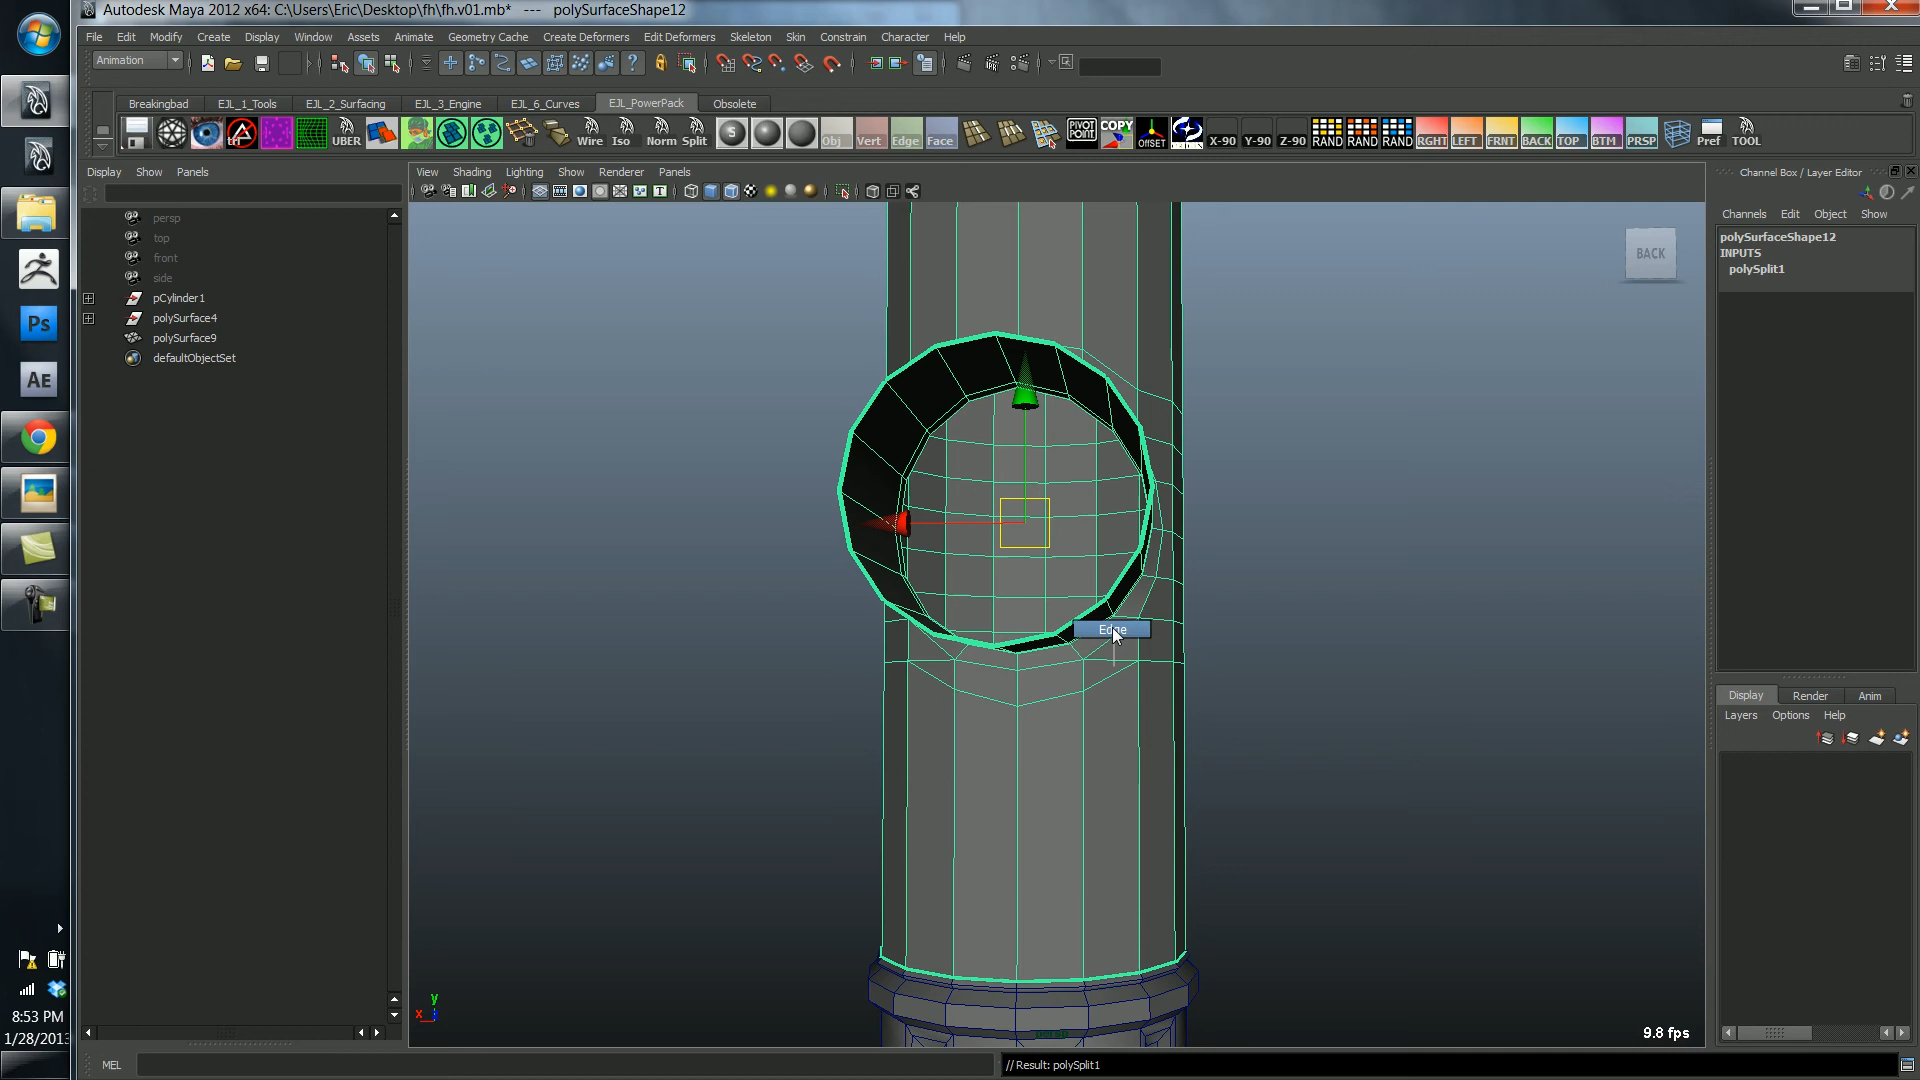 Autodesk Maya 2012 x64: C:\Users\Eric\Desktop\fh\fh.v01.mb* --- polySurfaceShape12
File Edit Modify Create Display Window Assets Animate Geometry Cache Create Deformers Edit Deformers Skeleton Skin Constrain Character Help
Animation
Breakingbad EJL_1_Tools EJL_2_Surfacing EJL_3_Engine EJL_6_Curves EJL_PowerPack Obsolete
UBER Wire Iso Norm Split S Obj Vert Edge Face PIVOT POINT COPY OffSET X-90 Y-90 Z-90 RAND RAND RAND RGHT LEFT FRNT BACK TOP BTM PRSP Pref TOOL
Display Show Panels
View Shading Lighting Show Renderer Panels
Channel Box / Layer Editor
Channels Edit Object Show
persp
top
front
side
pCylinder1
polySurface4
polySurface9
defaultObjectSet
polySurfaceShape12
INPUTS
polySplit1
BACK
Ps
AE
Edge
Display Render Anim
Layers Options Help
y
x
persp
9.8 fps
8:53 PM
1/28/2013
MEL
// Result: polySplit1